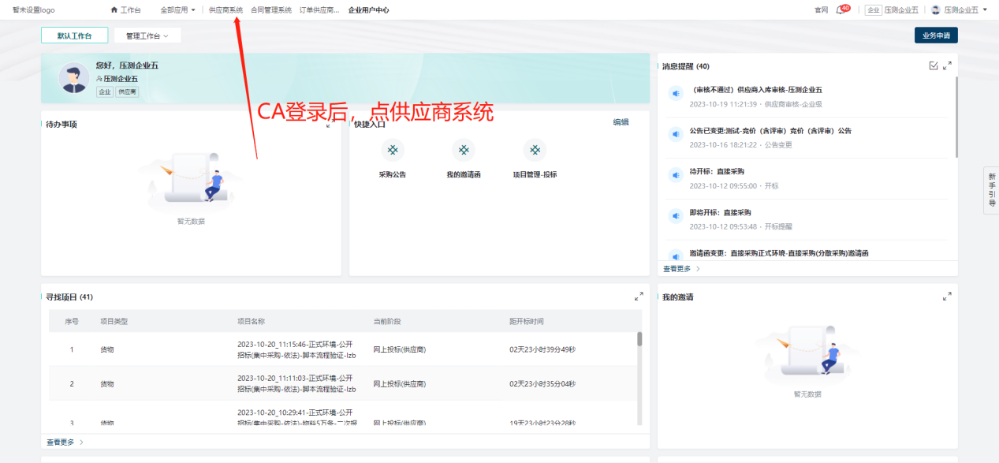 暂未设置logo 工作台 全部应用 供应商系统 合同管理系统 订单供应商... 企业用户中心 官网 40 企业 压测企业五 压测企业五
默认工作台 管理工作台 业务申请
您好，压测企业五
压测企业五
企业 供应商
CA登录后，点供应商系统
待办事项
暂无数据
快捷入口 编辑
采购公告 我的邀请函 项目管理-投标
消息提醒 (40)
（审核不通过）供应商入库审核-压测企业五
2023-10-19 11:21:39 · 供应商审核-企业级
公告已变更:测试-竞价（含评审）竞价（含评审）公告
2023-10-16 18:21:22 · 公告变更
待开标：直接采购
2023-10-12 09:55:00 · 开标
即将开标：直接采购
2023-10-12 09:53:48 · 开标提醒
邀请函变更：直接采购正式环境-直接采购(分散采购)邀请函
查看更多
新手引导
寻找项目 (41)
序号 项目类型 项目名称 当前阶段 距开标时间
1 货物 2023-10-20_11:15:46-正式环境-公开 网上投标(供应商) 02天23小时39分49秒
招标(集中采购-依法)-脚本流程验证-lzb
2 货物 2023-10-20_11:11:03-正式环境-公开 网上投标(供应商) 02天23小时35分04秒
招标(集中采购-依法)-脚本流程验证-lzb
2023-10-20_10:29:41-正式环境-公开
3 货物 招标(集中采购-依法)-物料5万条-二次报 网上投标(供应商) 19天23小时23分28秒
查看更多
我的邀请
暂无数据